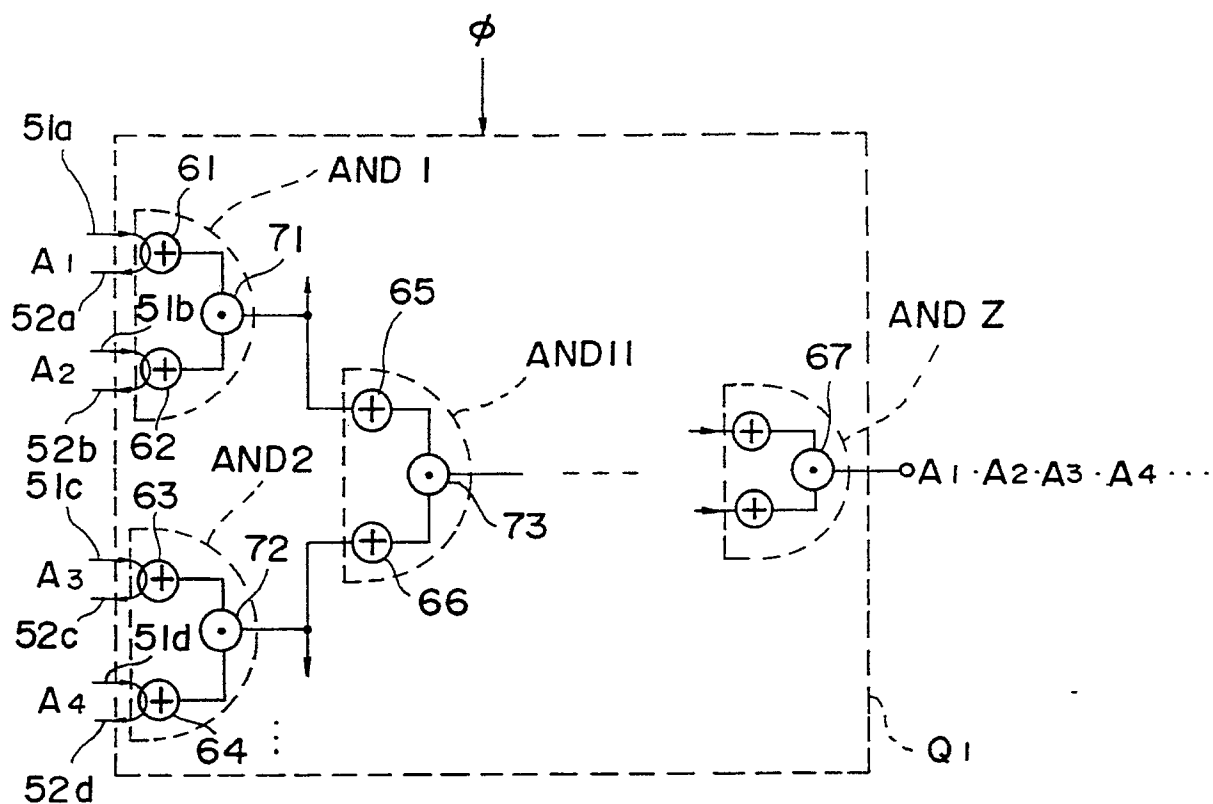 φ
51a
61
AND 1
A1
71
52a
51b
65
AND Z
A2
AND11
67
52b
62
AND2
51c
63
A1·A2·A3·A4···
A3
72
73
52c
51d
66
A4
64
Q1
52d